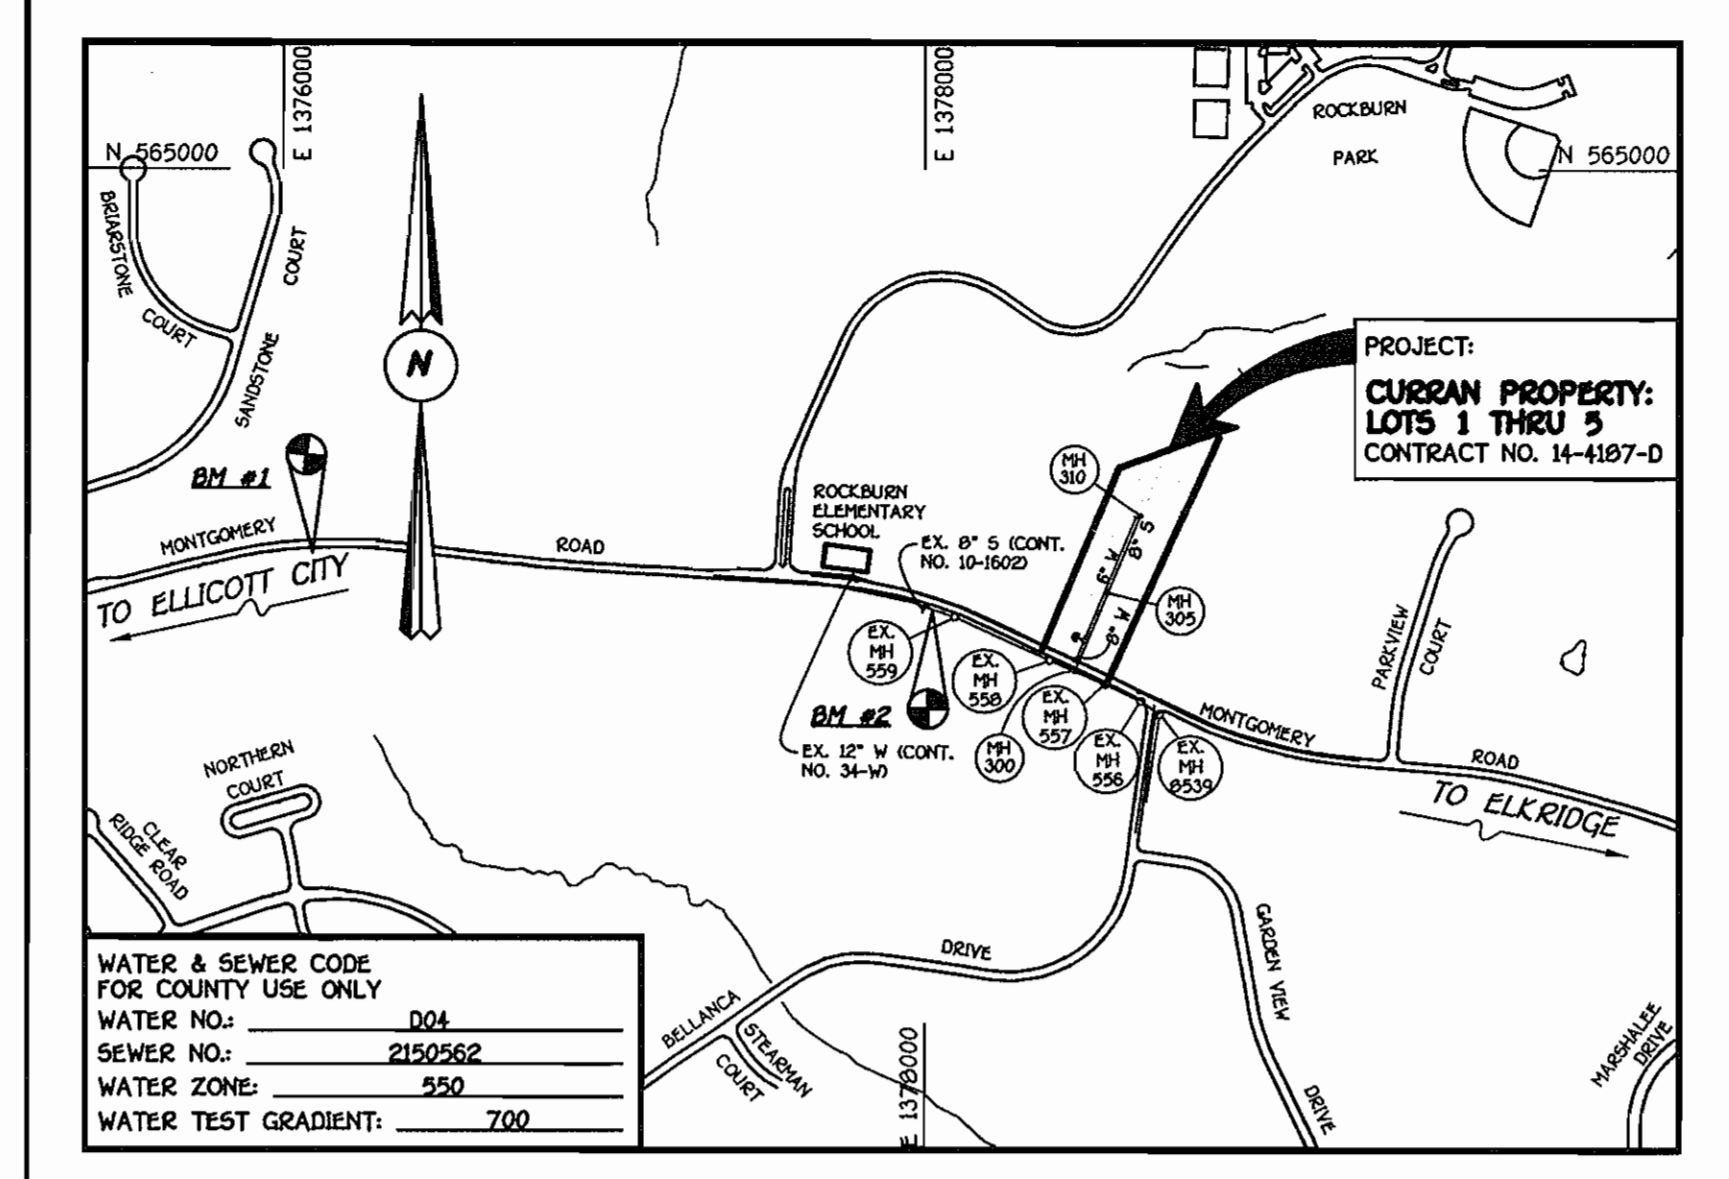 N 565000
E 1376000
E 1378000
ROCKBURN
PARK
N 565000
BRIARSTONE
COURT
SANDSTONE
COURT
N
PROJECT:
CURRAN PROPERTY:
LOTS 1 THRU 5
CONTRACT NO. 14-4187-D
BM #1
MONTGOMERY
ROAD
TO ELLICOTT CITY
ROCKBURN
ELEMENTARY
SCHOOL
EX. 8" S (CONT.
NO. 10-1602)
MH
310
8" S
6" W
8" W
MH
305
EX.
MH
559
EX.
MH
558
EX.
MH
557
MH
300
EX.
MH
556
EX.
MH
8539
BM #2
EX. 12" W (CONT.
NO. 34-W)
PARKVIEW
COURT
MONTGOMERY
ROAD
TO ELKRIDGE
NORTHERN
COURT
CLEAR
RIDGE ROAD
DRIVE
BELLANCA
STEARMAN
COURT
GARDEN VIEW
DRIVE
MARSHALEE
DRIVE
E 1378000
WATER & SEWER CODE
FOR COUNTY USE ONLY
WATER NO.: D04
SEWER NO.: 2150562
WATER ZONE: 550
WATER TEST GRADIENT: 700